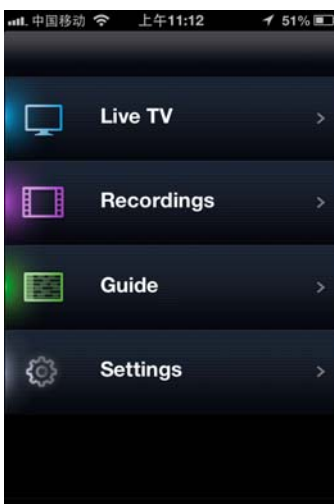 中国移动 上午11:12 51%
Live TV
Recordings
Guide
Settings